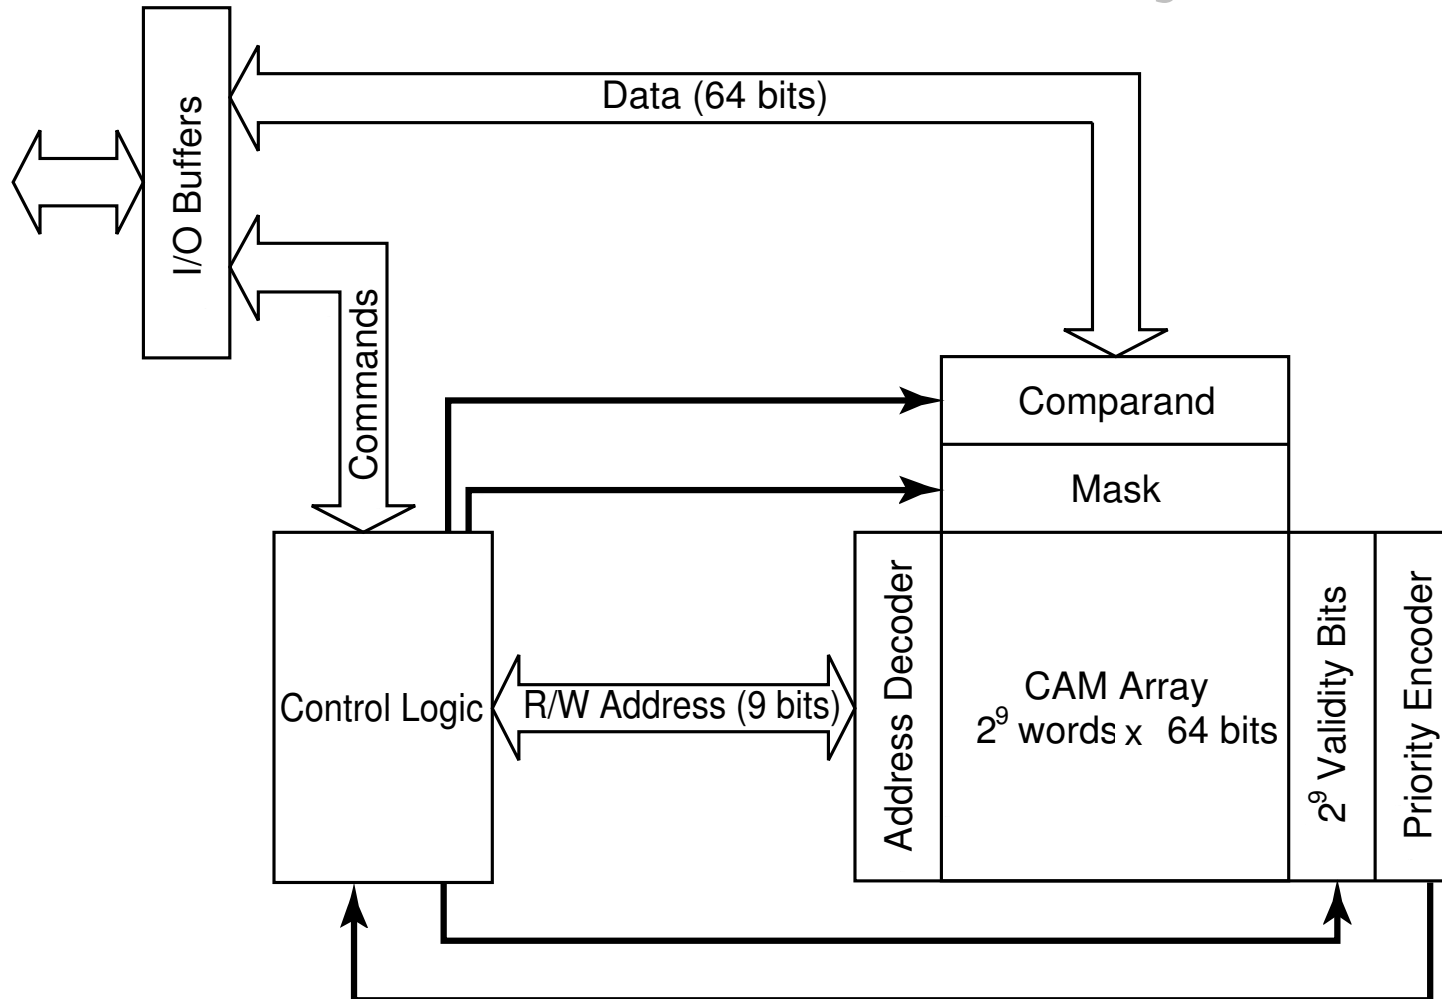 Data (64 bits)
I/O Buffers
Commands
Comparand
Mask
Control Logic
R/W Address (9 bits)
Address Decoder
CAM Array
2⁹ words x 64 bits
2⁹ Validity Bits
Priority Encoder